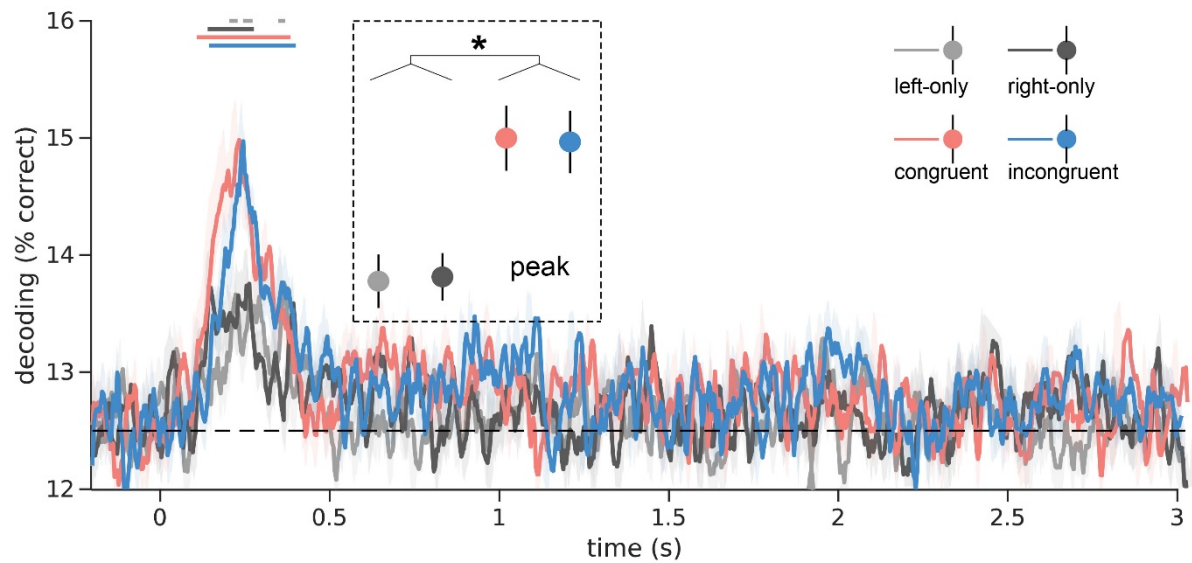 16
15
14
13
12
decoding (% correct)
*
peak
left-only
right-only
congruent
incongruent
0
0.5
1
1.5
2
2.5
3
time (s)